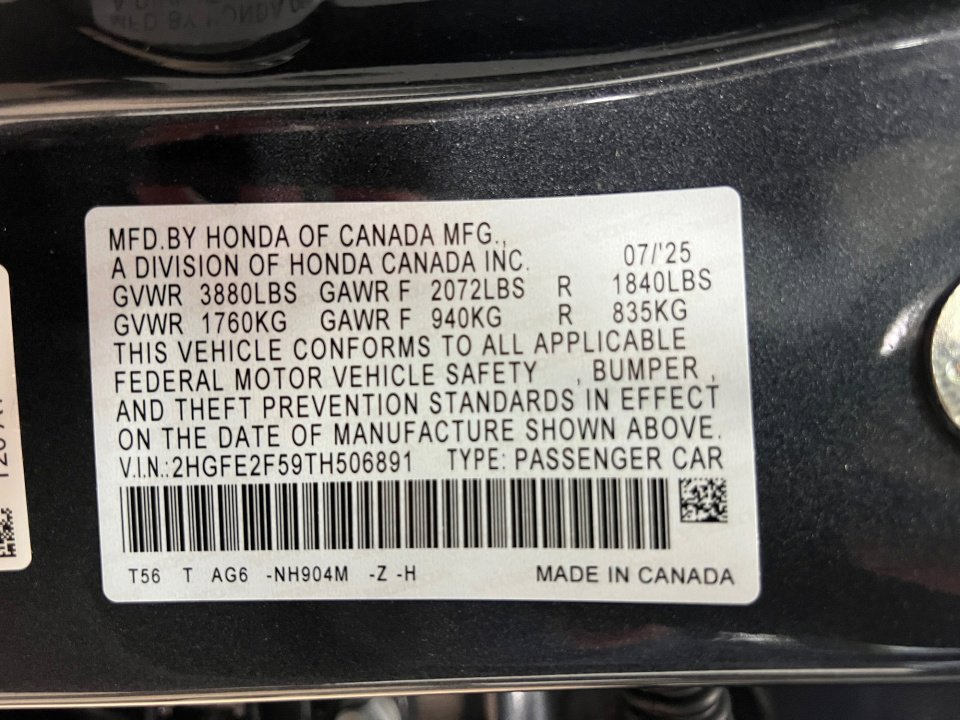 MFD.BY HONDA OF CANADA MFG.,
A DIVISION OF HONDA CANADA INC. 07/'25
GVWR 3880LBS GAWR F 2072LBS R 1840LBS
GVWR 1760KG GAWR F 940KG R 835KG
THIS VEHICLE CONFORMS TO ALL APPLICABLE
FEDERAL MOTOR VEHICLE SAFETY , BUMPER ,
AND THEFT PREVENTION STANDARDS IN EFFECT
ON THE DATE OF MANUFACTURE SHOWN ABOVE.
V.I.N.:2HGFE2F59TH506891 TYPE: PASSENGER CAR
T56 T AG6 -NH904M -Z -H MADE IN CANADA